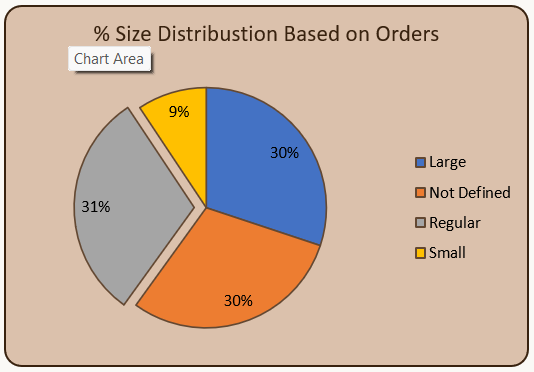 % Size Distribustion Based on Orders
Chart Area
9%
30%
31%
30%
Large
Not Defined
Regular
Small